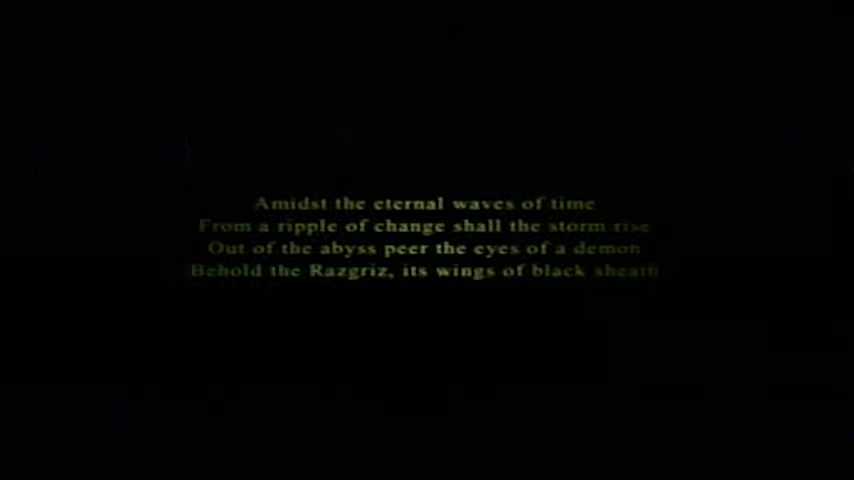 Amidst the eternal waves of time
From a ripple of change shall the storm rise
Out of the abyss peer the eyes of a demon
Behold the Razgriz, its wings of black sheath